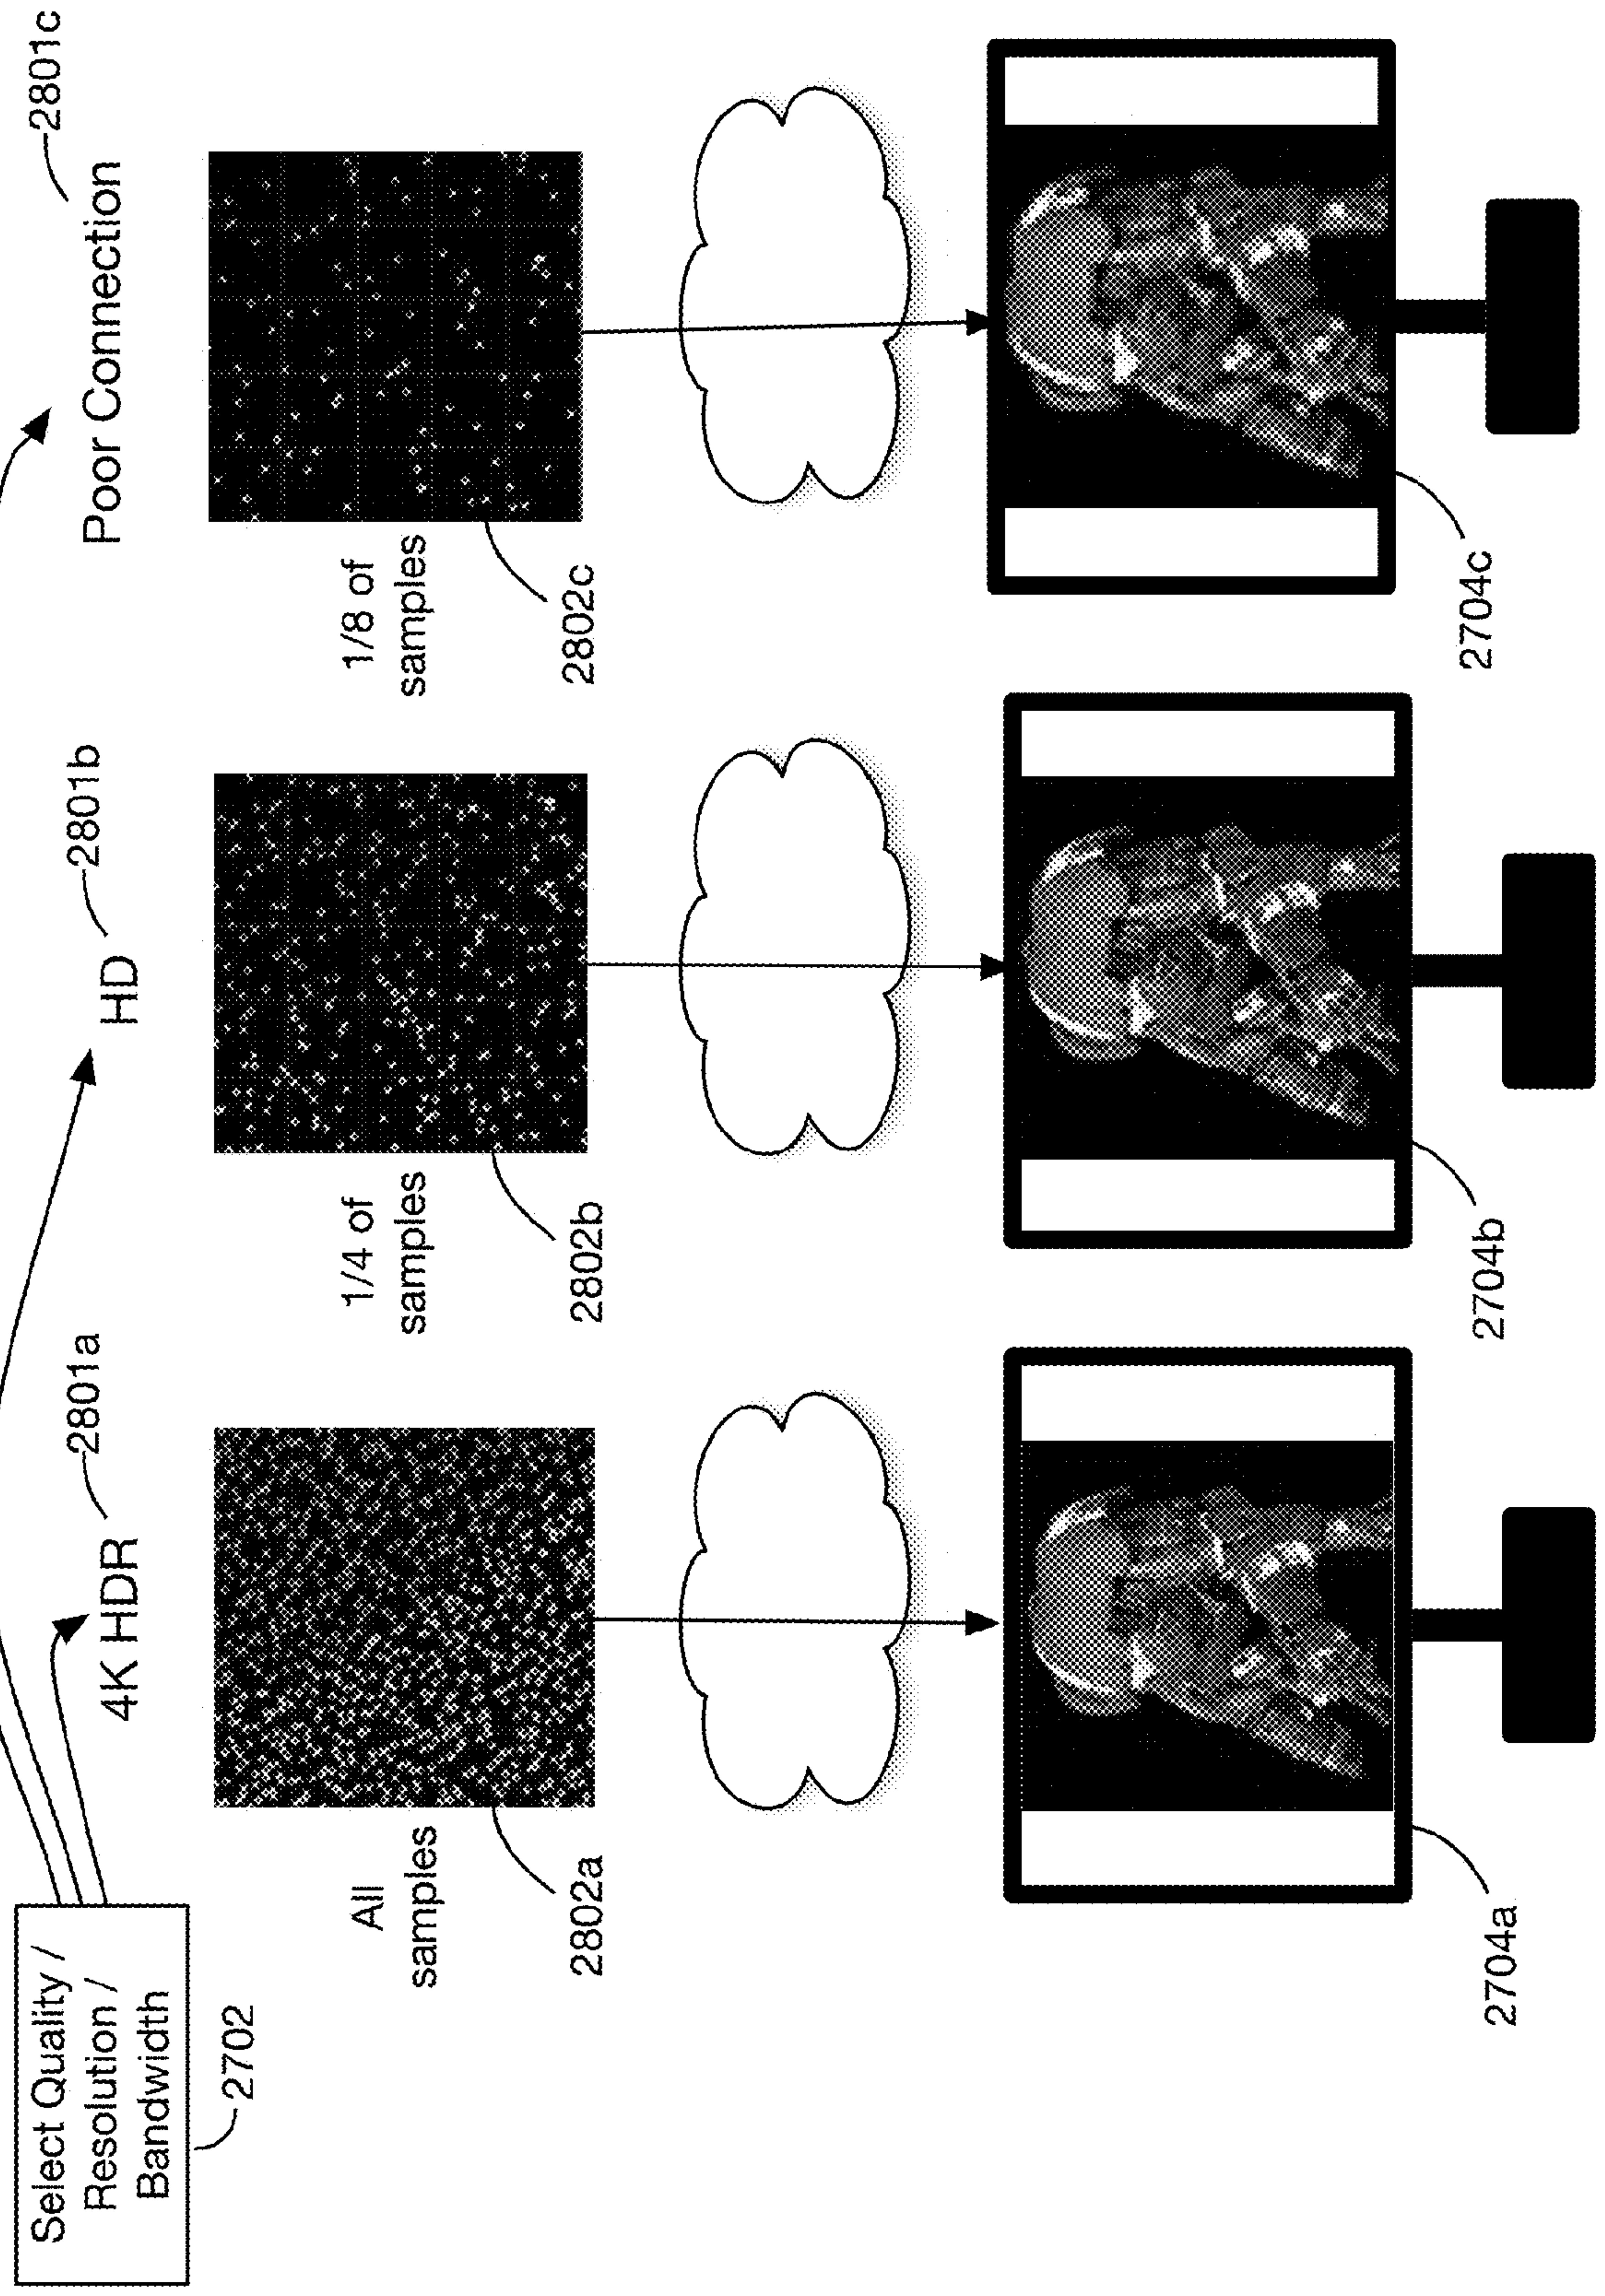 Select Quality /
Resolution /
Bandwidth
2702
4K HDR
2801a
HD
2801b
Poor Connection
2801c
All
samples
2802a
1/4 of
samples
2802b
1/8 of
samples
2802c
2704a
2704b
2704c